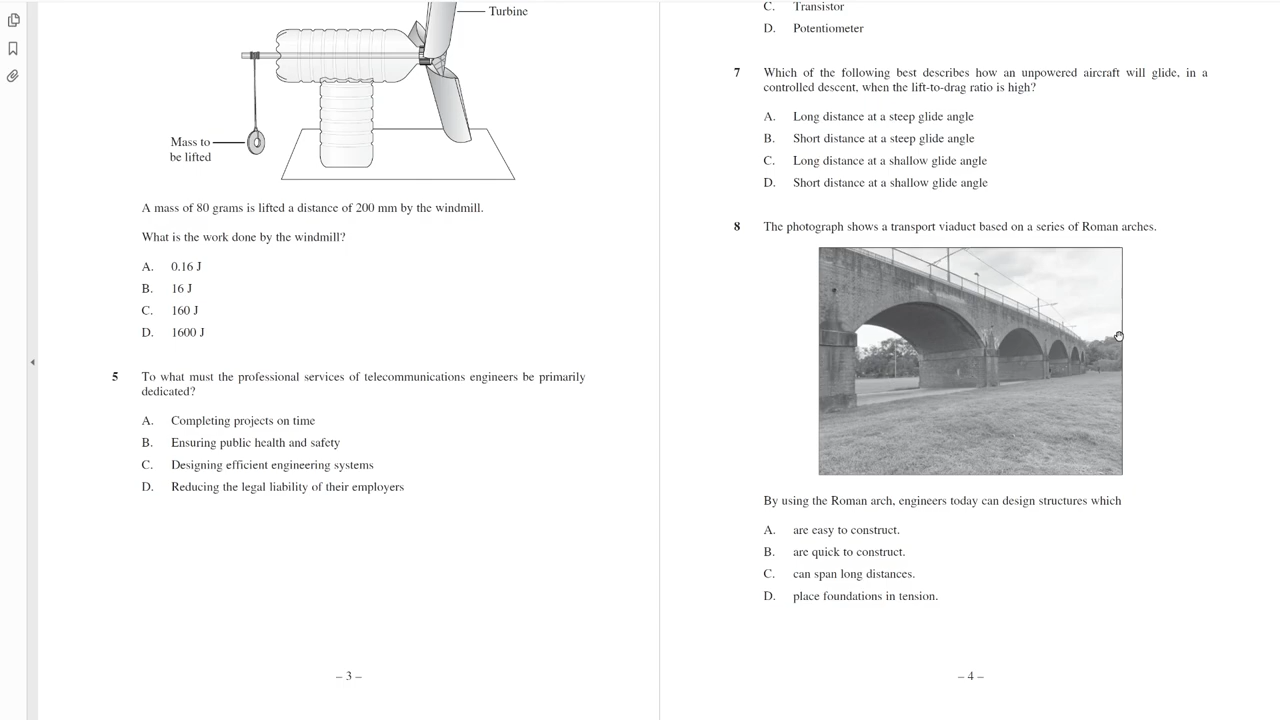 Turbine
Mass to
be lifted
A mass of 80 grams is lifted a distance of 200 mm by the windmill.
What is the work done by the windmill?
A. 0.16 J
B. 16 J
C. 160 J
D. 1600 J
5 To what must the professional services of telecommunications engineers be primarily
dedicated?
A. Completing projects on time
B. Ensuring public health and safety
C. Designing efficient engineering systems
D. Reducing the legal liability of their employers
– 3 –
C. Transistor
D. Potentiometer
7 Which of the following best describes how an unpowered aircraft will glide, in a
controlled descent, when the lift-to-drag ratio is high?
A. Long distance at a steep glide angle
B. Short distance at a steep glide angle
C. Long distance at a shallow glide angle
D. Short distance at a shallow glide angle
8 The photograph shows a transport viaduct based on a series of Roman arches.
By using the Roman arch, engineers today can design structures which
A. are easy to construct.
B. are quick to construct.
C. can span long distances.
D. place foundations in tension.
– 4 –